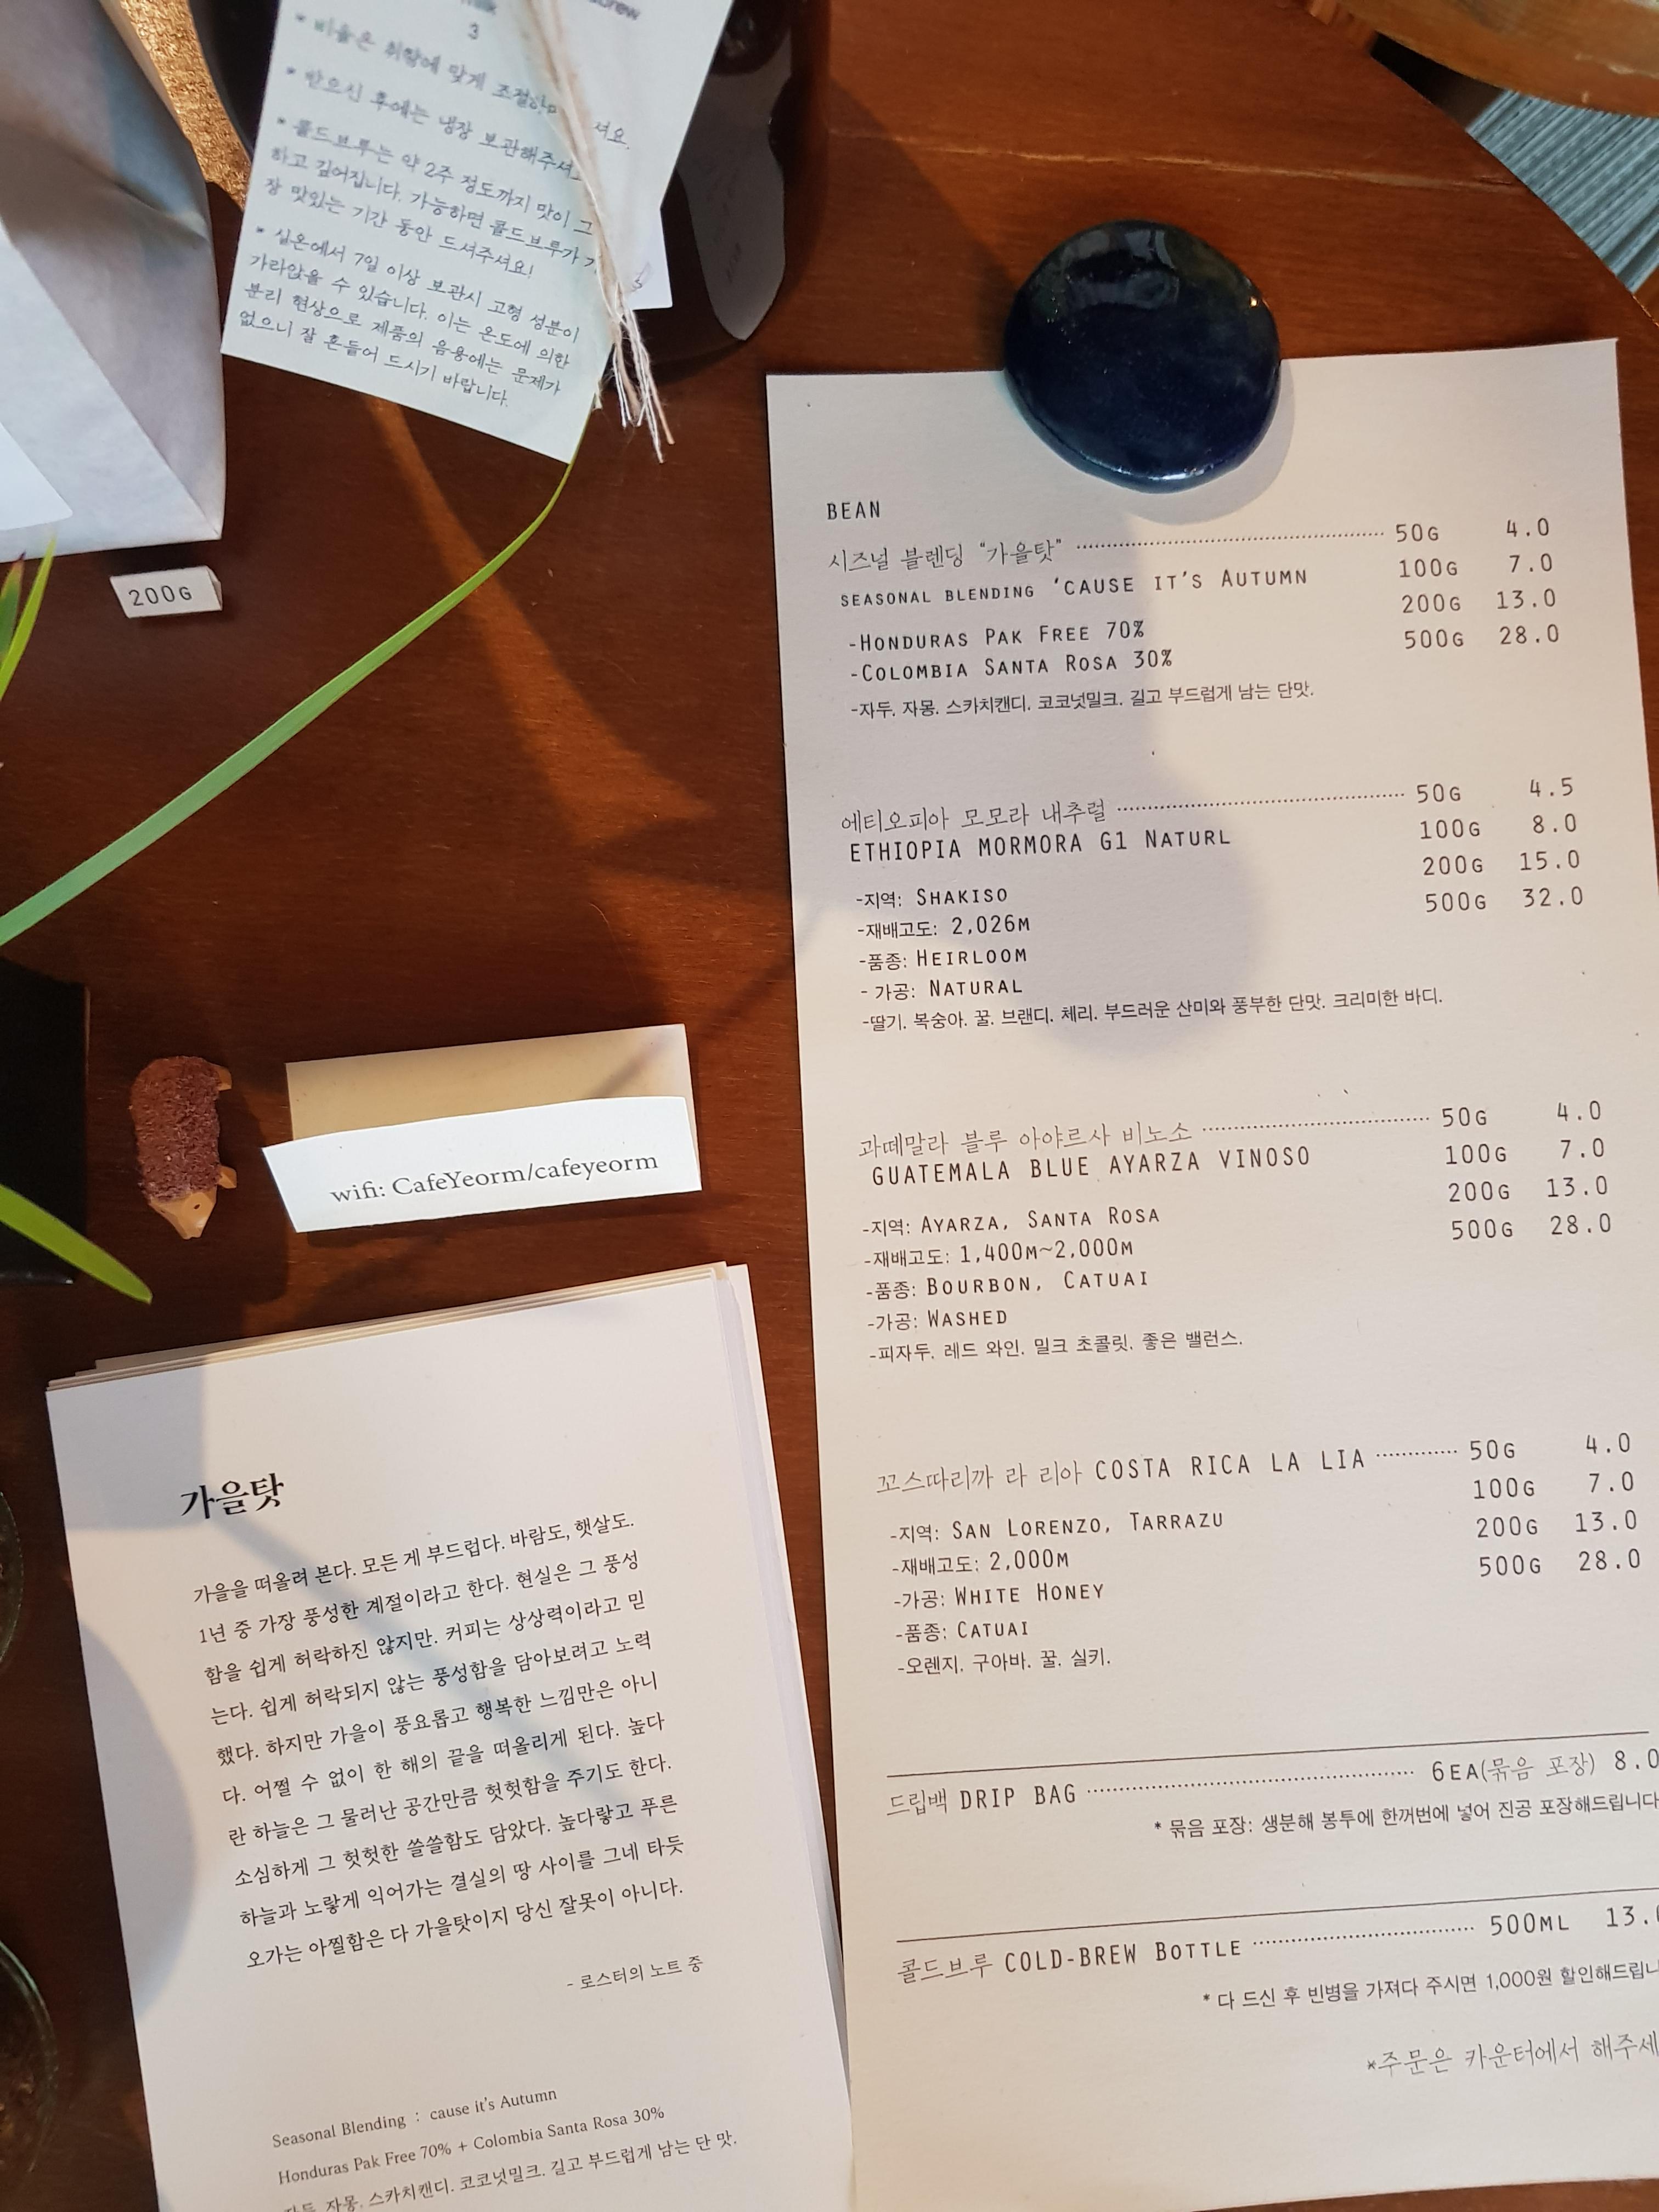 3
* 비율은 취향에 맞게 조절하 셔요.
* 받으신 후에는 냉장 보관해주셔
* 콜드브루는 약 2주 정도까지 맛이 그
하고 깊어집니다. 가능하면 콜드브루가 가
장 맛있는 기간 동안 드셔주셔요!
* 실온에서 7일 이상 보관시 고형 성분이
가라앉을 수 있습니다. 이는 온도에 의한
분리 현상으로 제품의 음용에는 문제가
없으니 잘 흔들어 드시기 바랍니다.
200G
wifi: CafeYeorm/cafeyeorm
가을탓
가을을 떠올려 본다. 모든 게 부드럽다. 바람도, 햇살도.
1년 중 가장 풍성한 계절이라고 한다. 현실은 그 풍성
함을 쉽게 허락하진 않지만. 커피는 상상력이라고 믿
는다. 쉽게 허락되지 않는 풍성함을 담아보려고 노력
했다. 하지만 가을이 풍요롭고 행복한 느낌만은 아니
다. 어쩔 수 없이 한 해의 끝을 떠올리게 된다. 높다
란 하늘은 그 물러난 공간만큼 헛헛함을 주기도 한다.
소심하게 그 헛헛한 쓸쓸함도 담았다. 높다랗고 푸른
하늘과 노랗게 익어가는 결실의 땅 사이를 그네 타듯
오가는 아찔함은 다 가을탓이지 당신 잘못이 아니다.
- 로스터의 노트 중
Seasonal Blending : cause it's Autumn
Honduras Pak Free 70% + Colombia Santa Rosa 30%
자두. 자몽. 스카치캔디. 코코넛밀크. 길고 부드럽게 남는 단 맛.
BEAN
시즈널 블렌딩 "가을탓" 50G 4.0
SEASONAL BLENDING 'CAUSE IT'S AUTUMN 100G 7.0
200G 13.0
-HONDURAS PAK FREE 70% 500G 28.0
-COLOMBIA SANTA ROSA 30%
-자두. 자몽. 스카치캔디. 코코넛밀크. 길고 부드럽게 남는 단맛.
에티오피아 모모라 내추럴 50G 4.5
ETHIOPIA MORMORA G1 NATURL 100G 8.0
200G 15.0
-지역: SHAKISO 500G 32.0
-재배고도: 2,026M
-품종: HEIRLOOM
- 가공: NATURAL
-딸기. 복숭아. 꿀. 브랜디. 체리. 부드러운 산미와 풍부한 단맛. 크리미한 바디.
과떼말라 블루 아야르사 비노소 50G 4.0
GUATEMALA BLUE AYARZA VINOSO 100G 7.0
200G 13.0
-지역: AYARZA, SANTA ROSA 500G 28.0
-재배고도: 1,400M~2,000M
-품종: BOURBON, CATUAI
-가공: WASHED
-피자두. 레드 와인. 밀크 초콜릿. 좋은 밸런스.
꼬스따리까 라 리아 COSTA RICA LA LIA 50G 4.0
100G 7.0
-지역: SAN LORENZO, TARRAZU 200G 13.0
-재배고도: 2,000M 500G 28.0
-가공: WHITE HONEY
-품종: CATUAI
-오렌지. 구아바. 꿀. 실키.
드립백 DRIP BAG 6EA(묶음 포장) 8.0
* 묶음 포장: 생분해 봉투에 한꺼번에 넣어 진공 포장해드립니다
콜드브루 COLD-BREW BOTTLE 500ML 13.
* 다 드신 후 빈병을 가져다 주시면 1,000원 할인해드립니
*주문은 카운터에서 해주세